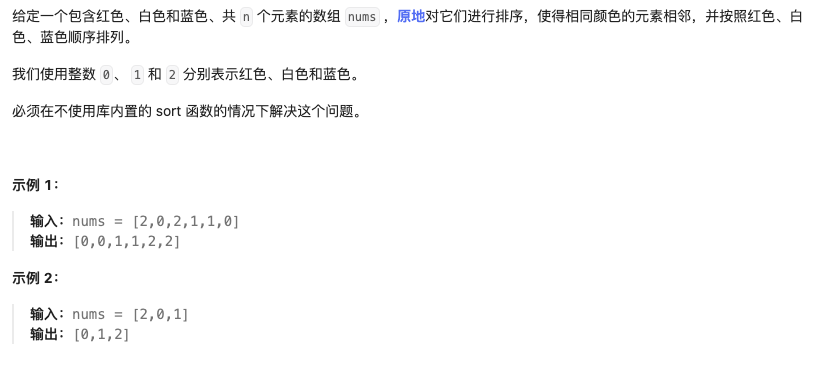 给定一个包含红色、白色和蓝色、共 n 个元素的数组 nums ，原地对它们进行排序，使得相同颜色的元素相邻，并按照红色、白
色、蓝色顺序排列。
我们使用整数 0、 1 和 2 分别表示红色、白色和蓝色。
必须在不使用库内置的 sort 函数的情况下解决这个问题。
示例 1：
输入：nums = [2,0,2,1,1,0]
输出：[0,0,1,1,2,2]
示例 2：
输入：nums = [2,0,1]
输出：[0,1,2]